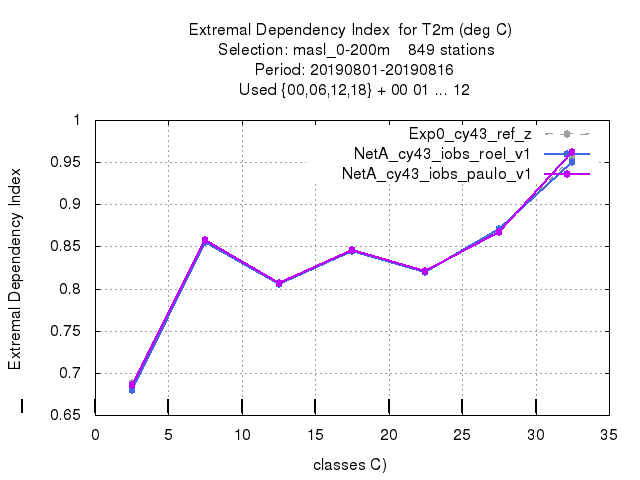 Extremal Dependency Index  for T2m (deg C)
Selection: masl_0-200m    849 stations
Period: 20190801-20190816
Used {00,06,12,18} + 00 01 ... 12
Exp0_cy43_ref_z
NetA_cy43_iobs_roel_v1
NetA_cy43_iobs_paulo_v1
Extremal Dependency Index
1
0.95
0.9
0.85
0.8
0.75
0.7
0.65
0 5 10 15 20 25 30 35
classes C)